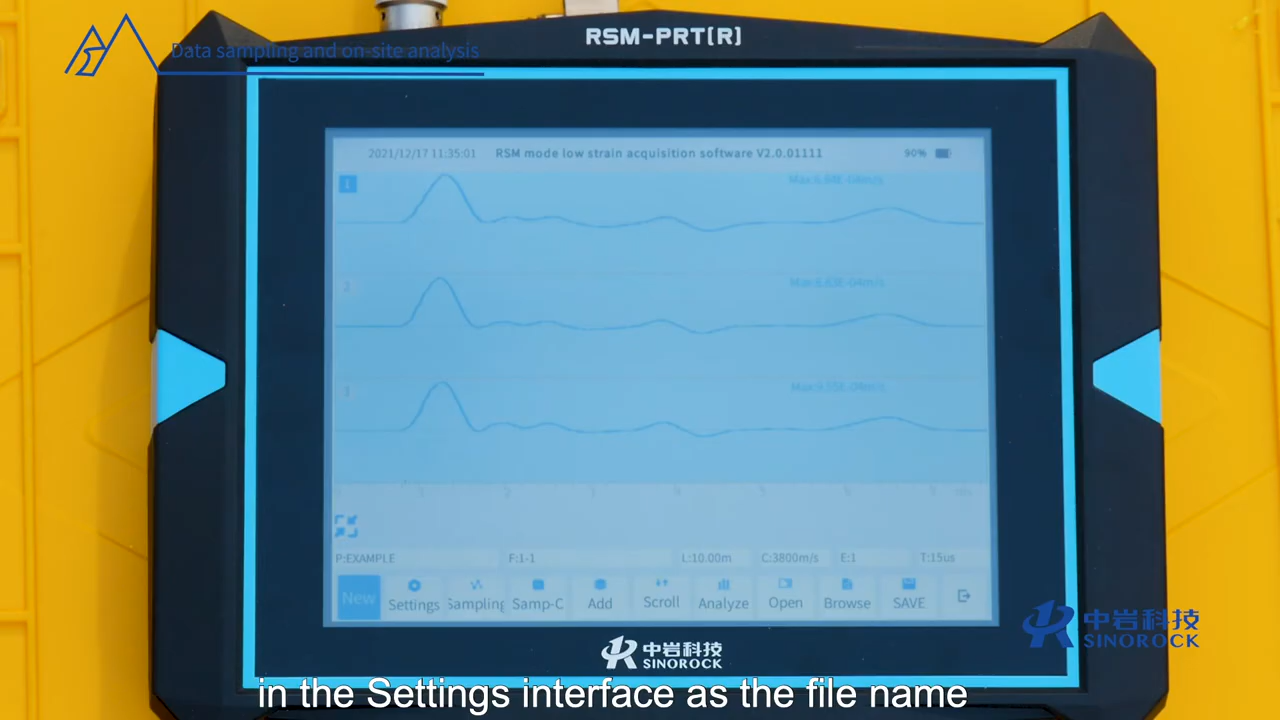 RSM-PRT(R)
Data sampling and on-site analysis
2021/12/17 11:35:01 RSM mode low strain acquisition software V2.0.01111 90%
1
2
3
P:EXAMPLE F:1-1 L:10.00m C:3800m/s E:1 T:15us
New Settings Sampling Samp-C Add Scroll Analyze Open Browse SAVE
中岩科技
SINOROCK
中岩科技
SINOROCK
in the Settings interface as the file name